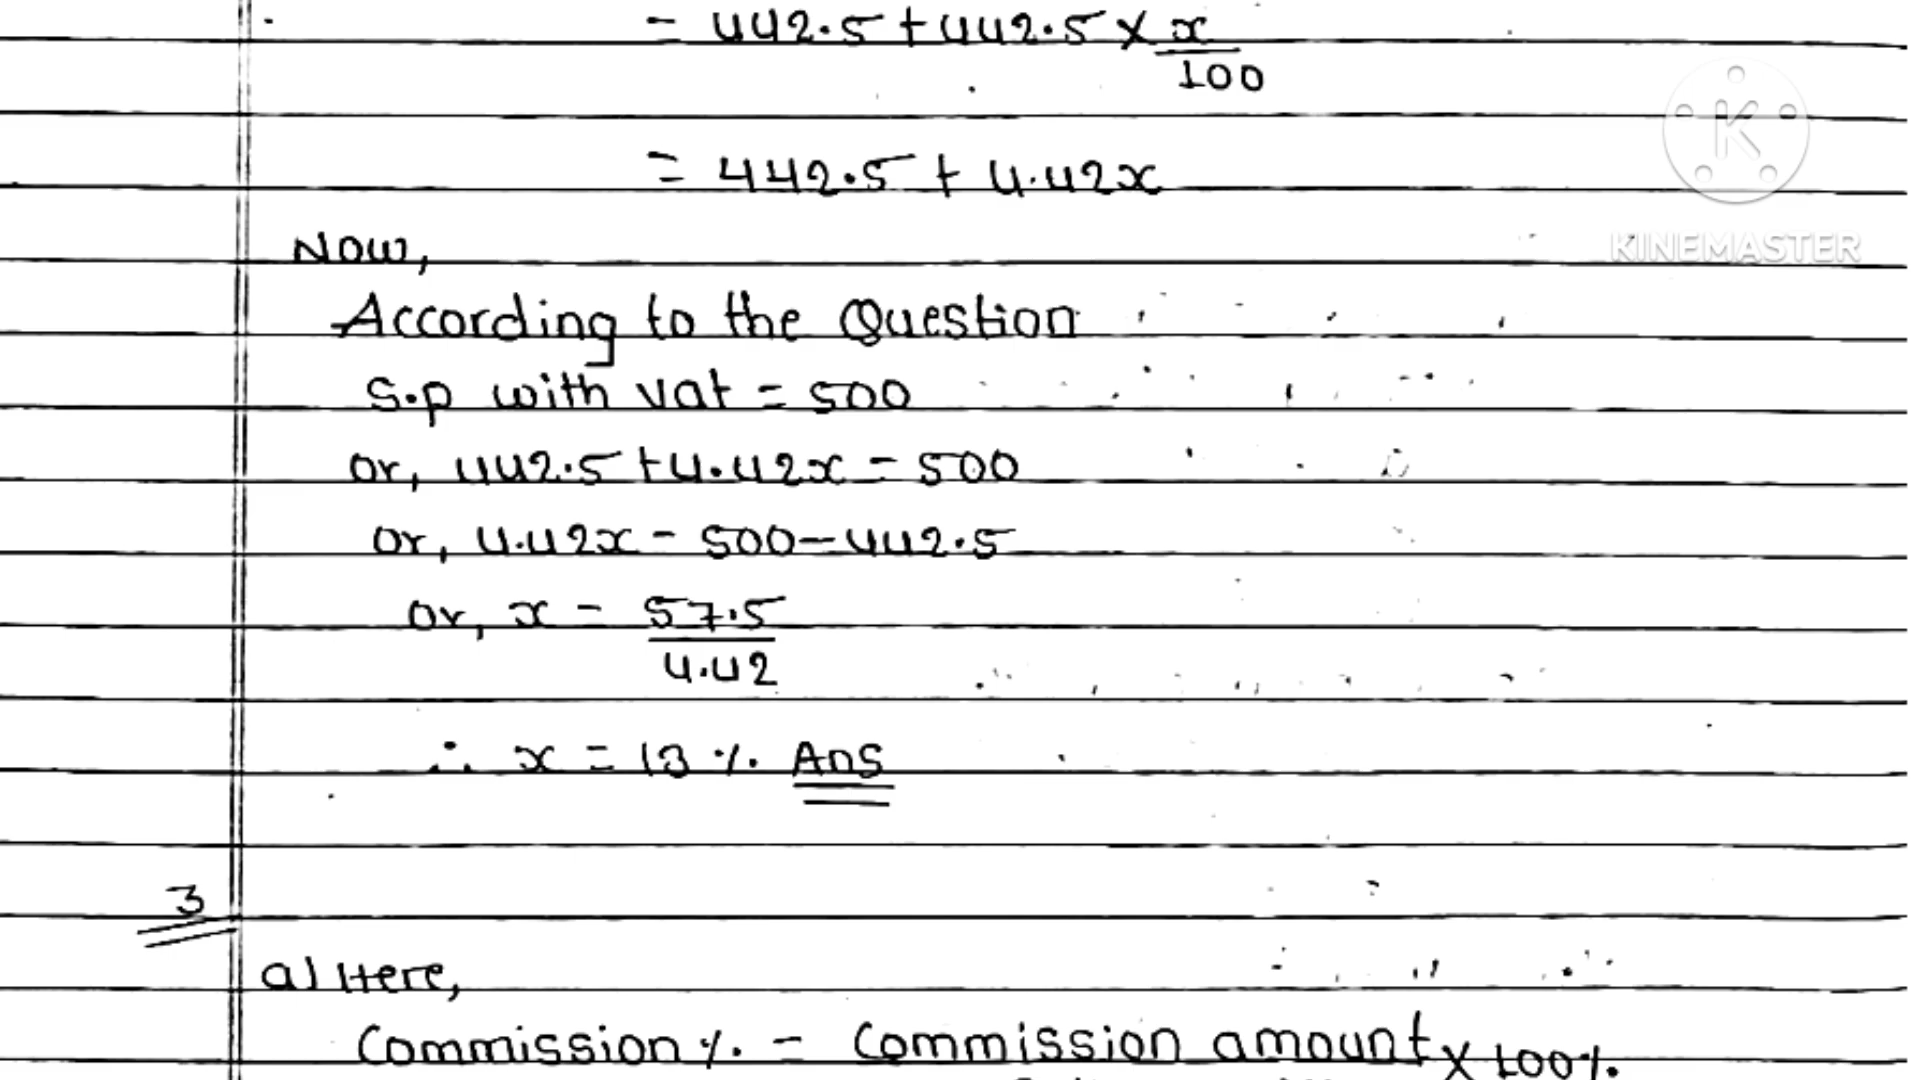 = 442.5 + 442.5 × x/100
= 442.5 + 4.42x
KINEMASTER
Now,
According to the Question
S.p with vat = 500
or, 442.5 + 4.42x = 500
or, 4.42x = 500 - 442.5
or, x = 57.5/4.42
∴ x = 13 %. Ans
3
a) Here,
Commission %. = Commission amount × 100%.